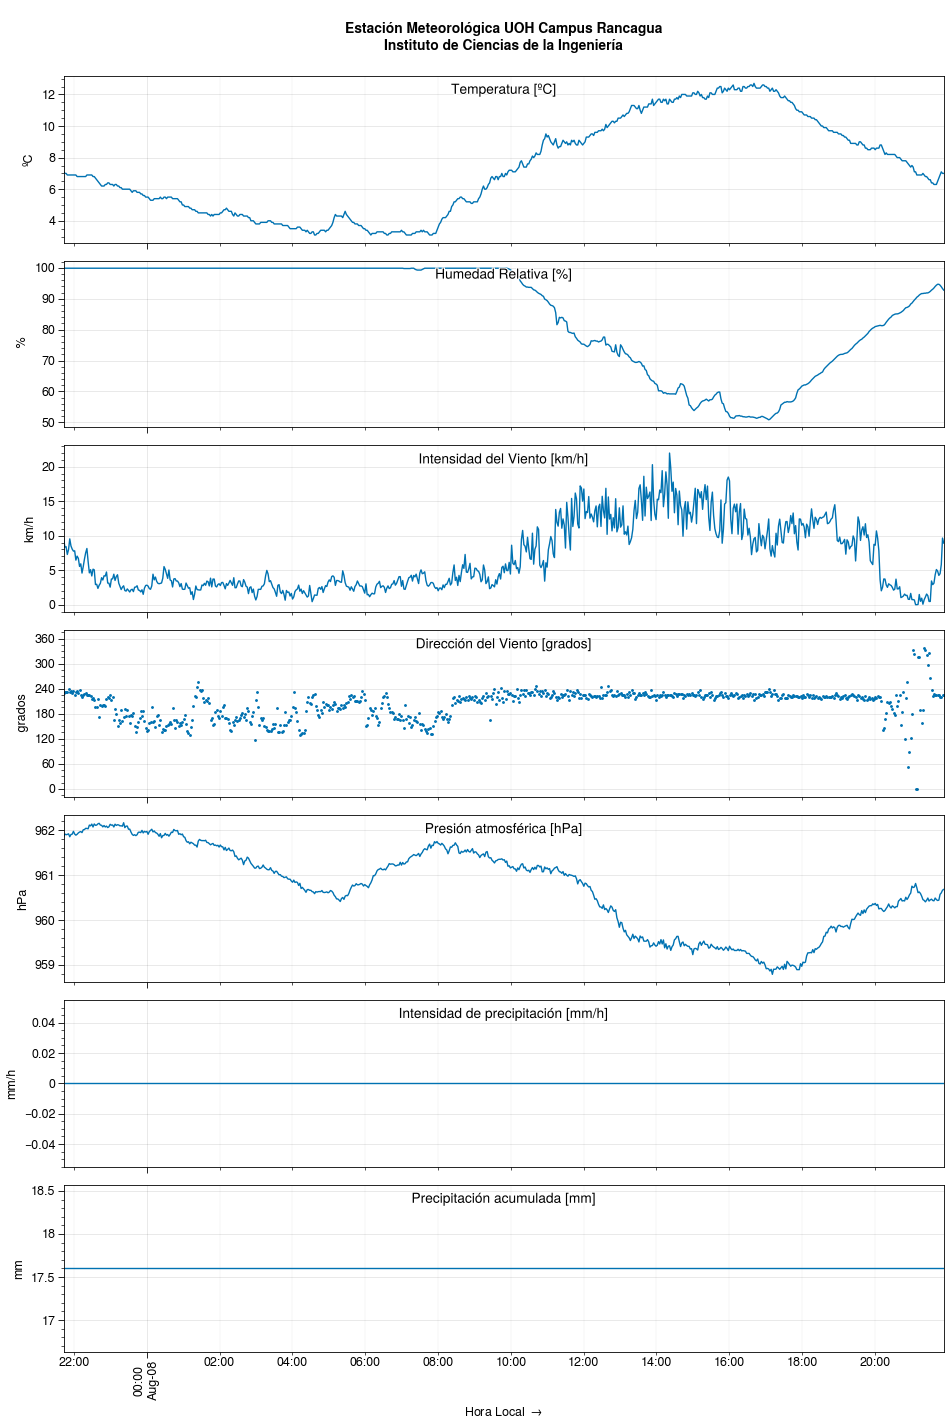 Estación Meteorológica UOH Campus Rancagua
Instituto de Ciencias de la Ingeniería
Temperatura [ºC]
ºC
12
10
8
6
4
Humedad Relativa [%]
%
100
90
80
70
60
50
Intensidad del Viento [km/h]
km/h
20
15
10
5
0
Dirección del Viento [grados]
grados
360
300
240
180
120
60
0
Presión atmosférica [hPa]
hPa
962
961
960
959
Intensidad de precipitación [mm/h]
mm/h
0.04
0.02
0
−0.02
−0.04
Precipitación acumulada [mm]
mm
18.5
18
17.5
17
22:00
00:00
Aug-08
02:00
04:00
06:00
08:00
10:00
12:00
14:00
16:00
18:00
20:00
Hora Local →